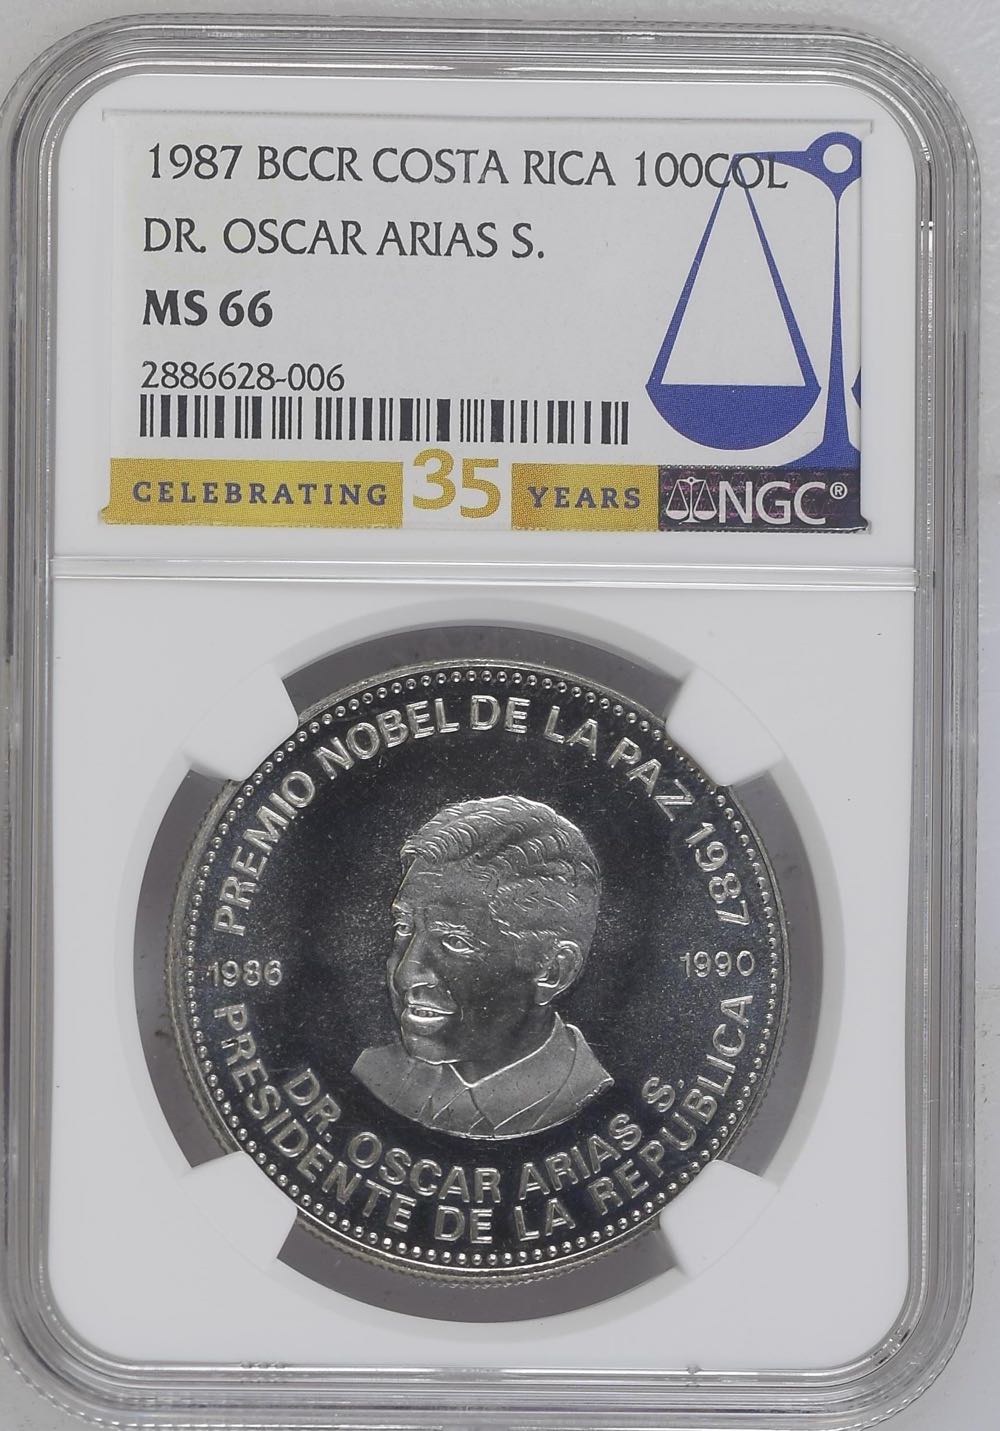 1987 BCCR COSTA RICA 100COL
DR. OSCAR ARIAS S.
MS 66
2886628-006
CELEBRATING 35 YEARS NGC®
PREMIO NOBEL DE LA PAZ 1987
1986 1990
DR. OSCAR ARIAS S.
PRESIDENTE DE LA REPUBLICA